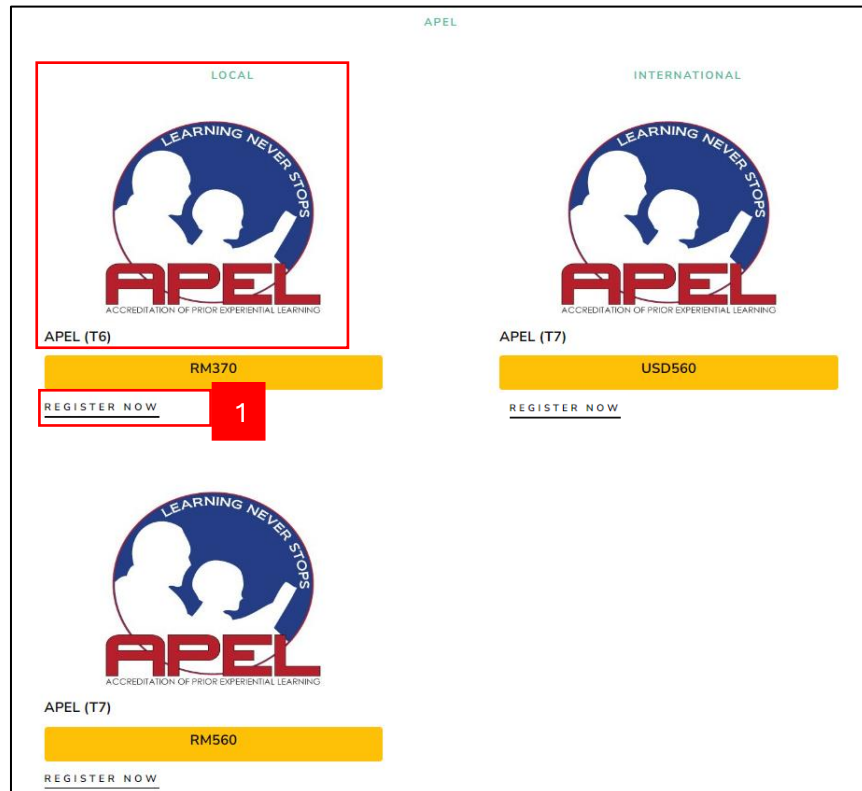 APEL
LOCAL
LEARNING NEVER STOPS
APEL
ACCREDITATION OF PRIOR EXPERIENTIAL LEARNING
APEL (T6)
RM370
REGISTER NOW
1
INTERNATIONAL
LEARNING NEVER STOPS
APEL
ACCREDITATION OF PRIOR EXPERIENTIAL LEARNING
APEL (T7)
USD560
REGISTER NOW
LEARNING NEVER STOPS
APEL
ACCREDITATION OF PRIOR EXPERIENTIAL LEARNING
APEL (T7)
RM560
REGISTER NOW